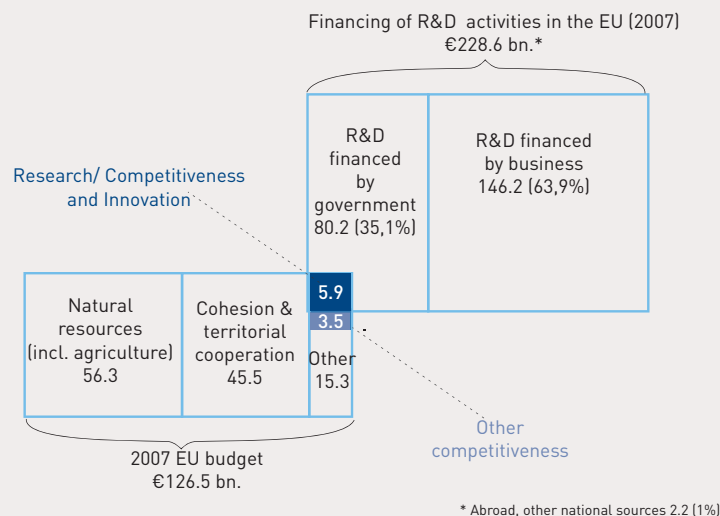 Financing of R&D activities in the EU (2007)
€228.6 bn.*
R&D
financed
by
government
80.2 (35,1%)
R&D financed
by business
146.2 (63,9%)
Research/ Competitiveness
and Innovation
5.9
3.5
Natural
resources
(incl. agriculture)
56.3
Cohesion &
territorial
cooperation
45.5
Other
15.3
Other
competitiveness
2007 EU budget
€126.5 bn.
* Abroad, other national sources 2.2 (1%)